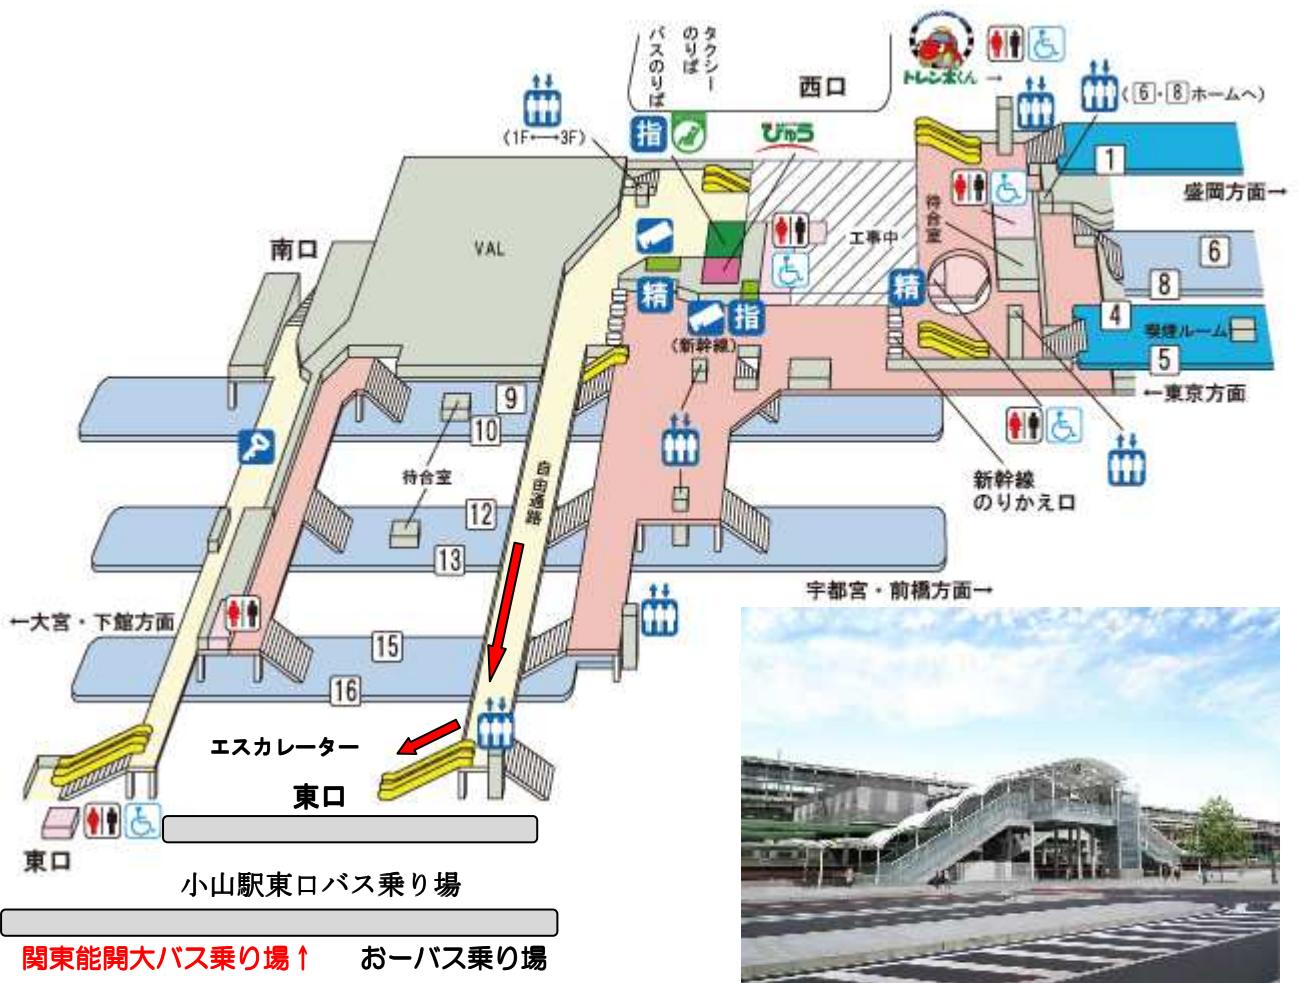 タクシー
のりば
バスのりば
西口
トレン太くん
→
(1F←→3F)
指
びゅう
(6・8ホームへ)
1
盛岡方面→
待合室
南口
VAL
工事中
6
8
精
精
4
指
(新幹線)
喫煙ルーム
5
←東京方面
9
10
待合室
自由通路
新幹線
のりかえ口
12
13
宇都宮・前橋方面→
←大宮・下館方面
15
16
エスカレーター
東口
東口
小山駅東口バス乗り場
関東能開大バス乗り場↑
おーバス乗り場